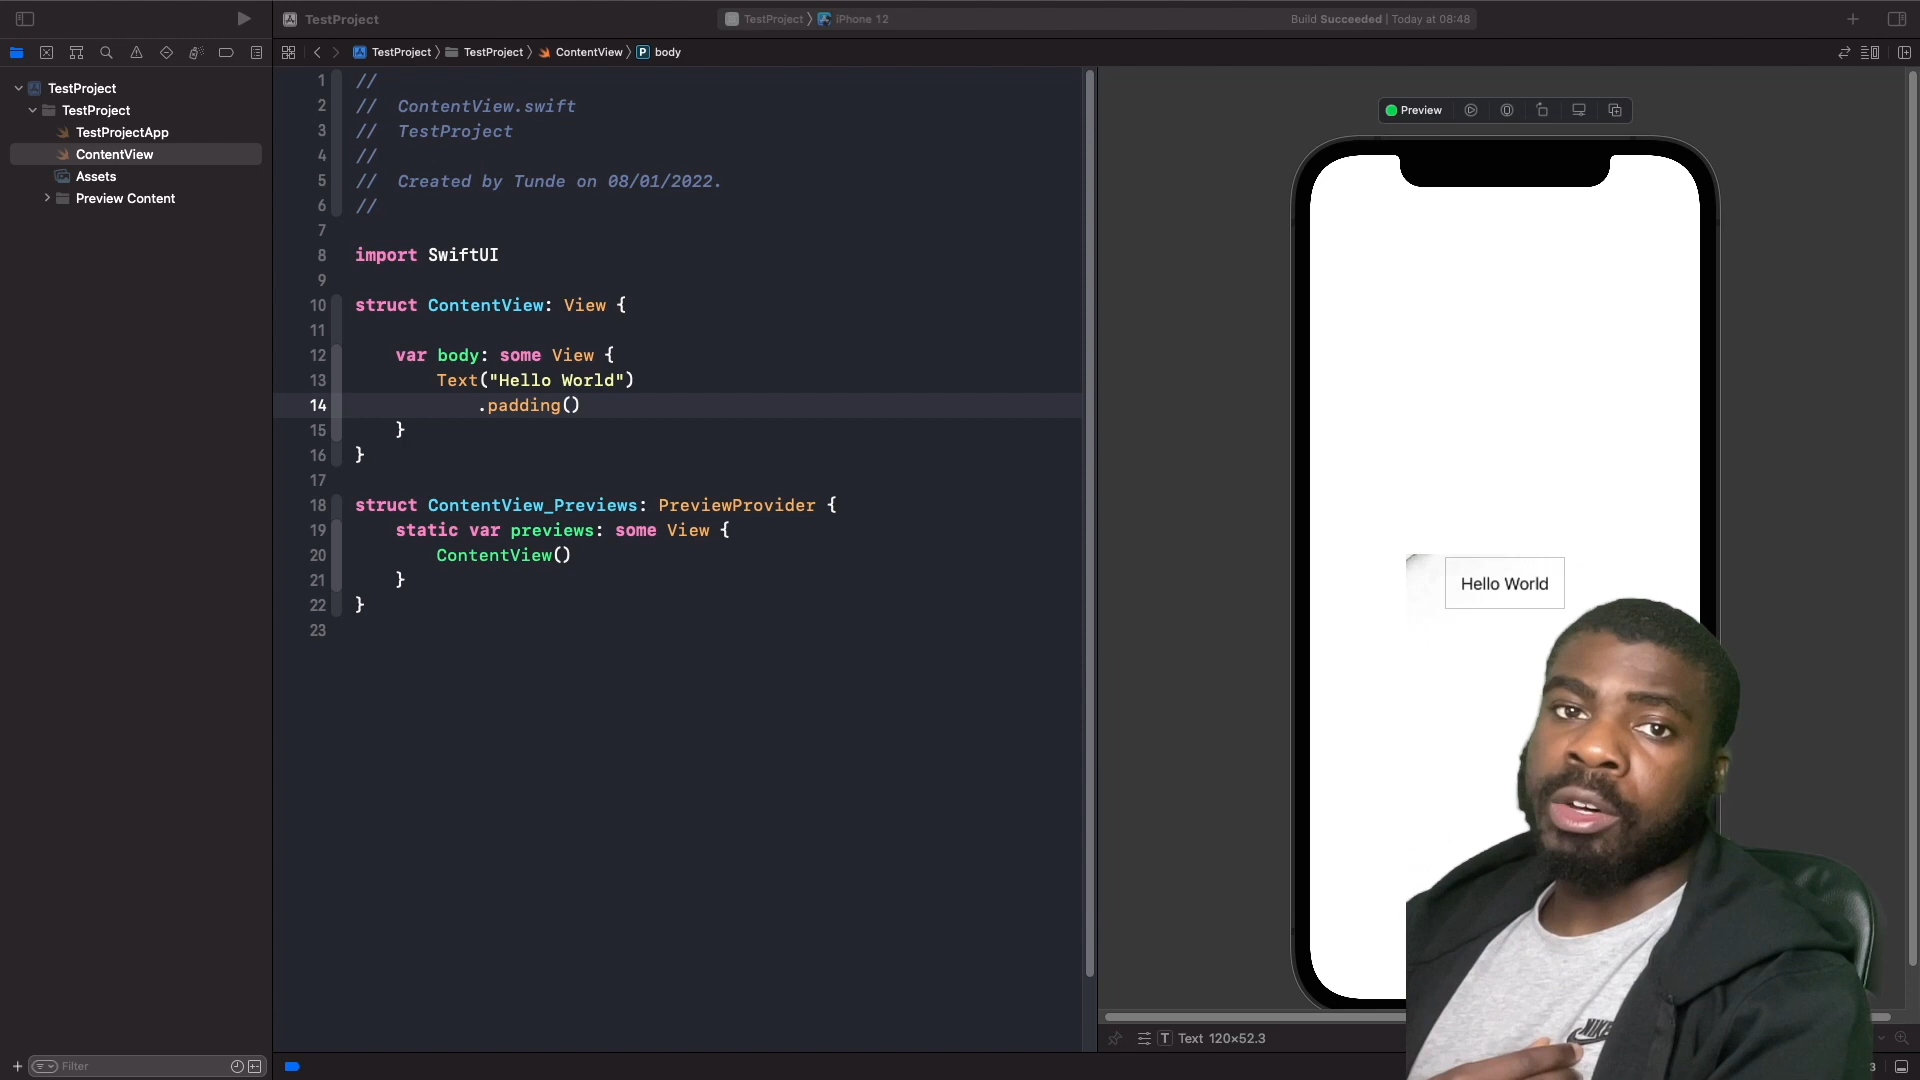 TestProject
TestProject
iPhone 12
Build Succeeded | Today at 08:48
TestProject
TestProject
ContentView
P
body
TestProject
TestProject
TestProjectApp
ContentView
Assets
Preview Content
1 //
2 //  ContentView.swift
3 //  TestProject
4 //
5 //  Created by Tunde on 08/01/2022.
6 //
7
8 import SwiftUI
9
10 struct ContentView: View {
11
12     var body: some View {
13         Text("Hello World")
14             .padding()
15     }
16 }
17
18 struct ContentView_Previews: PreviewProvider {
19     static var previews: some View {
20         ContentView()
21     }
22 }
23
Preview
Hello World
NIKE
T
Text 120×52.3
Filter
3